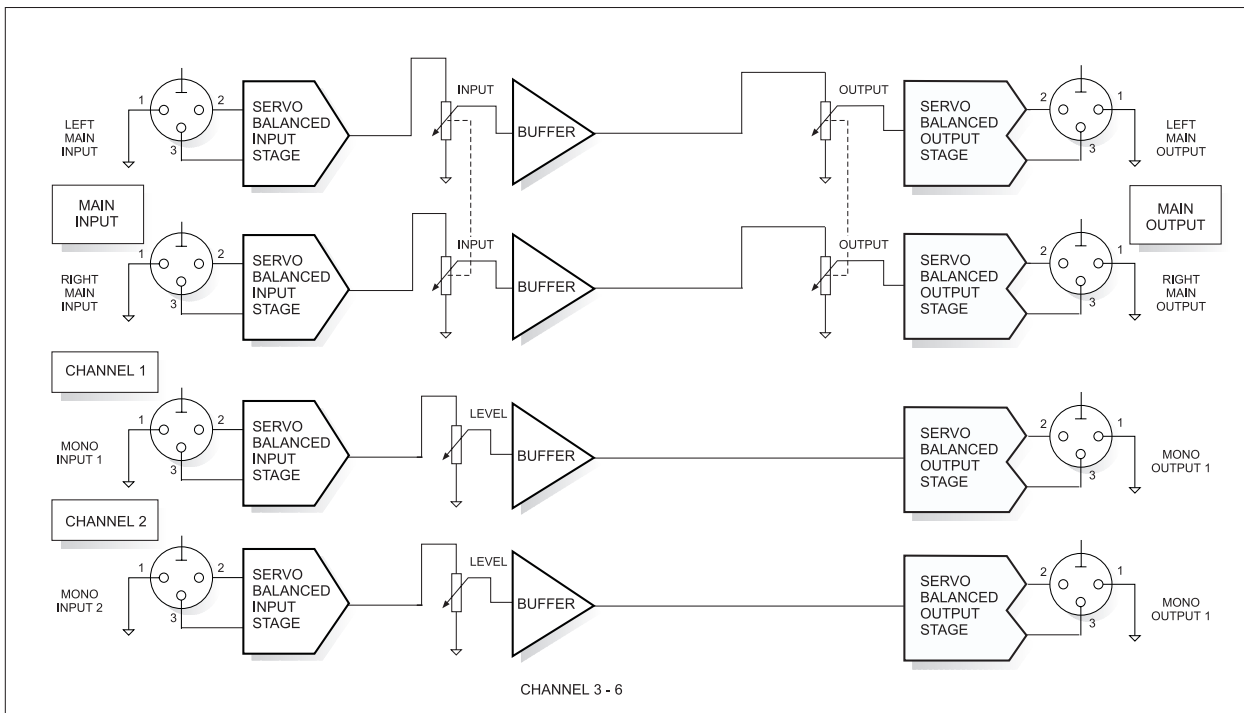 1
2
3
LEFT
MAIN
INPUT
SERVO
BALANCED
INPUT
STAGE
INPUT
BUFFER
OUTPUT
SERVO
BALANCED
OUTPUT
STAGE
2
1
3
LEFT
MAIN
OUTPUT
MAIN
INPUT
MAIN
OUTPUT
1
2
3
RIGHT
MAIN
INPUT
SERVO
BALANCED
INPUT
STAGE
INPUT
BUFFER
OUTPUT
SERVO
BALANCED
OUTPUT
STAGE
2
1
3
RIGHT
MAIN
OUTPUT
CHANNEL 1
1
2
3
MONO
INPUT 1
SERVO
BALANCED
INPUT
STAGE
LEVEL
BUFFER
SERVO
BALANCED
OUTPUT
STAGE
2
1
3
MONO
OUTPUT 1
CHANNEL 2
1
2
3
MONO
INPUT 2
SERVO
BALANCED
INPUT
STAGE
LEVEL
BUFFER
SERVO
BALANCED
OUTPUT
STAGE
2
1
3
MONO
OUTPUT 1
CHANNEL 3 - 6